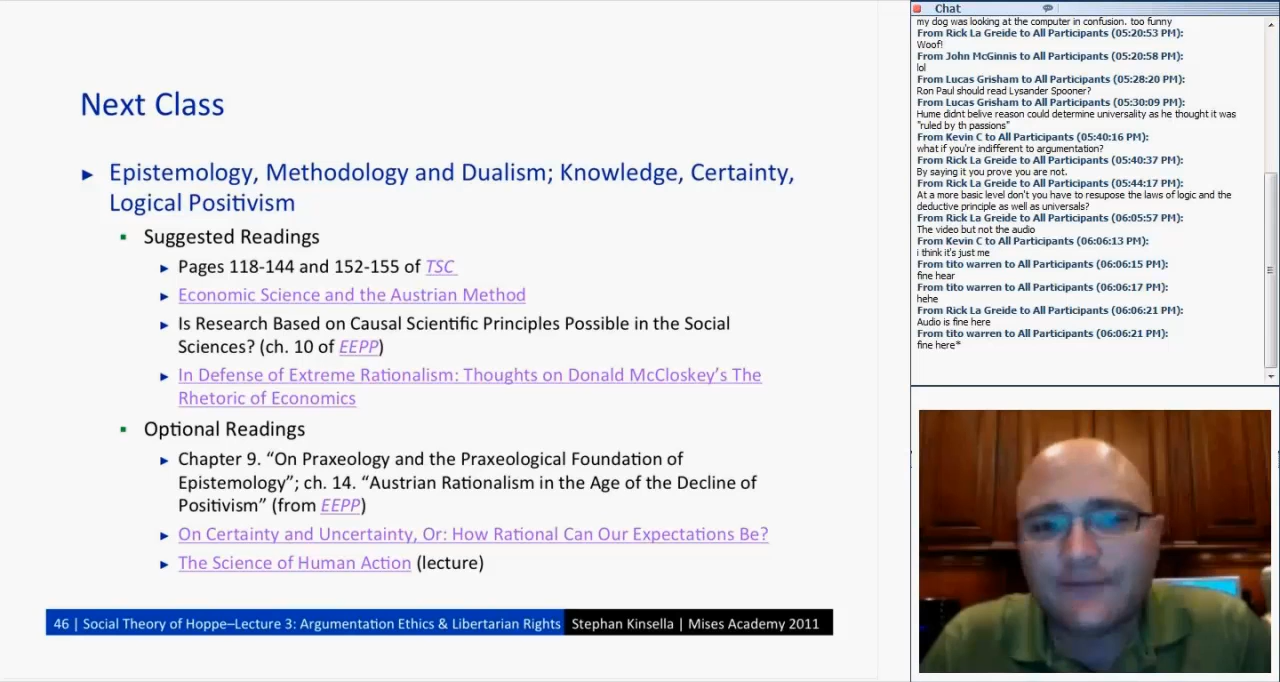 Next Class
► Epistemology, Methodology and Dualism; Knowledge, Certainty,
Logical Positivism
▪ Suggested Readings
► Pages 118-144 and 152-155 of TSC
► Economic Science and the Austrian Method
► Is Research Based on Causal Scientific Principles Possible in the Social
Sciences? (ch. 10 of EEPP)
► In Defense of Extreme Rationalism: Thoughts on Donald McCloskey's The
Rhetoric of Economics
▪ Optional Readings
► Chapter 9. “On Praxeology and the Praxeological Foundation of
Epistemology”; ch. 14. “Austrian Rationalism in the Age of the Decline of
Positivism” (from EEPP)
► On Certainty and Uncertainty, Or: How Rational Can Our Expectations Be?
► The Science of Human Action (lecture)
46 | Social Theory of Hoppe–Lecture 3: Argumentation Ethics & Libertarian Rights Stephan Kinsella | Mises Academy 2011
Chat
my dog was looking at the computer in confusion. too funny
From Rick La Greide to All Participants (05:20:53 PM):
Woof!
From John McGinnis to All Participants (05:20:58 PM):
lol
From Lucas Grisham to All Participants (05:28:20 PM):
Ron Paul should read Lysander Spooner?
From Lucas Grisham to All Participants (05:30:09 PM):
Hume didnt belive reason could determine universality as he thought it was
"ruled by th passions"
From Kevin C to All Participants (05:40:16 PM):
what if you're indifferent to argumentation?
From Rick La Greide to All Participants (05:40:37 PM):
By saying it you prove you are not.
From Rick La Greide to All Participants (05:44:17 PM):
At a more basic level don't you have to resupose the laws of logic and the
deductive principle as well as universals?
From Rick La Greide to All Participants (06:05:57 PM):
The video but not the audio
From Kevin C to All Participants (06:06:13 PM):
i think it's just me
From tito warren to All Participants (06:06:15 PM):
fine hear
From tito warren to All Participants (06:06:17 PM):
hehe
From Rick La Greide to All Participants (06:06:21 PM):
Audio is fine here
From tito warren to All Participants (06:06:21 PM):
fine here*